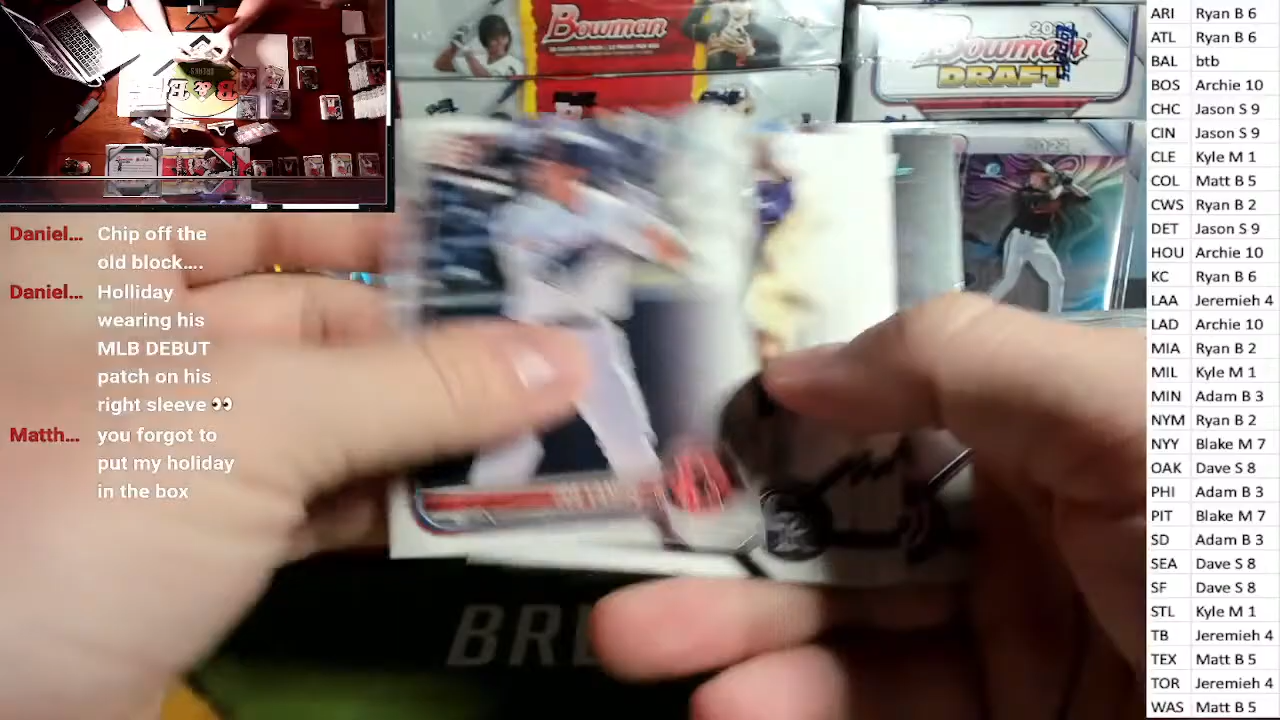 Bowman
2022
Bowman
DRAFT
2022
Daniel... Chip off the
old block....
Daniel... Holliday
wearing his
MLB DEBUT
patch on his
right sleeve 👀
Matth... you forgot to
put my holiday
in the box
ARI Ryan B 6
ATL Ryan B 6
BAL btb
BOS Archie 10
CHC Jason S 9
CIN Jason S 9
CLE Kyle M 1
COL Matt B 5
CWS Ryan B 2
DET Jason S 9
HOU Archie 10
KC Ryan B 6
LAA Jeremieh 4
LAD Archie 10
MIA Ryan B 2
MIL Kyle M 1
MIN Adam B 3
NYM Ryan B 2
NYY Blake M 7
OAK Dave S 8
PHI Adam B 3
PIT Blake M 7
SD Adam B 3
SEA Dave S 8
SF Dave S 8
STL Kyle M 1
TB Jeremieh 4
TEX Matt B 5
TOR Jeremieh 4
WAS Matt B 5